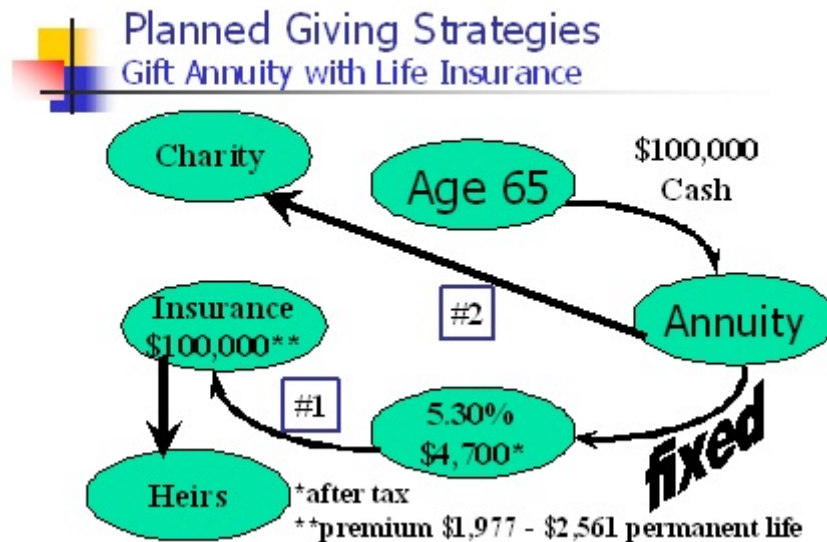 Planned Giving Strategies
Gift Annuity with Life Insurance
Charity
Age 65
$100,000
Cash
Annuity
Insurance
$100,000**
#2
#1
5.30%
$4,700*
fixed
Heirs
*after tax
**premium $1,977 - $2,561 permanent life